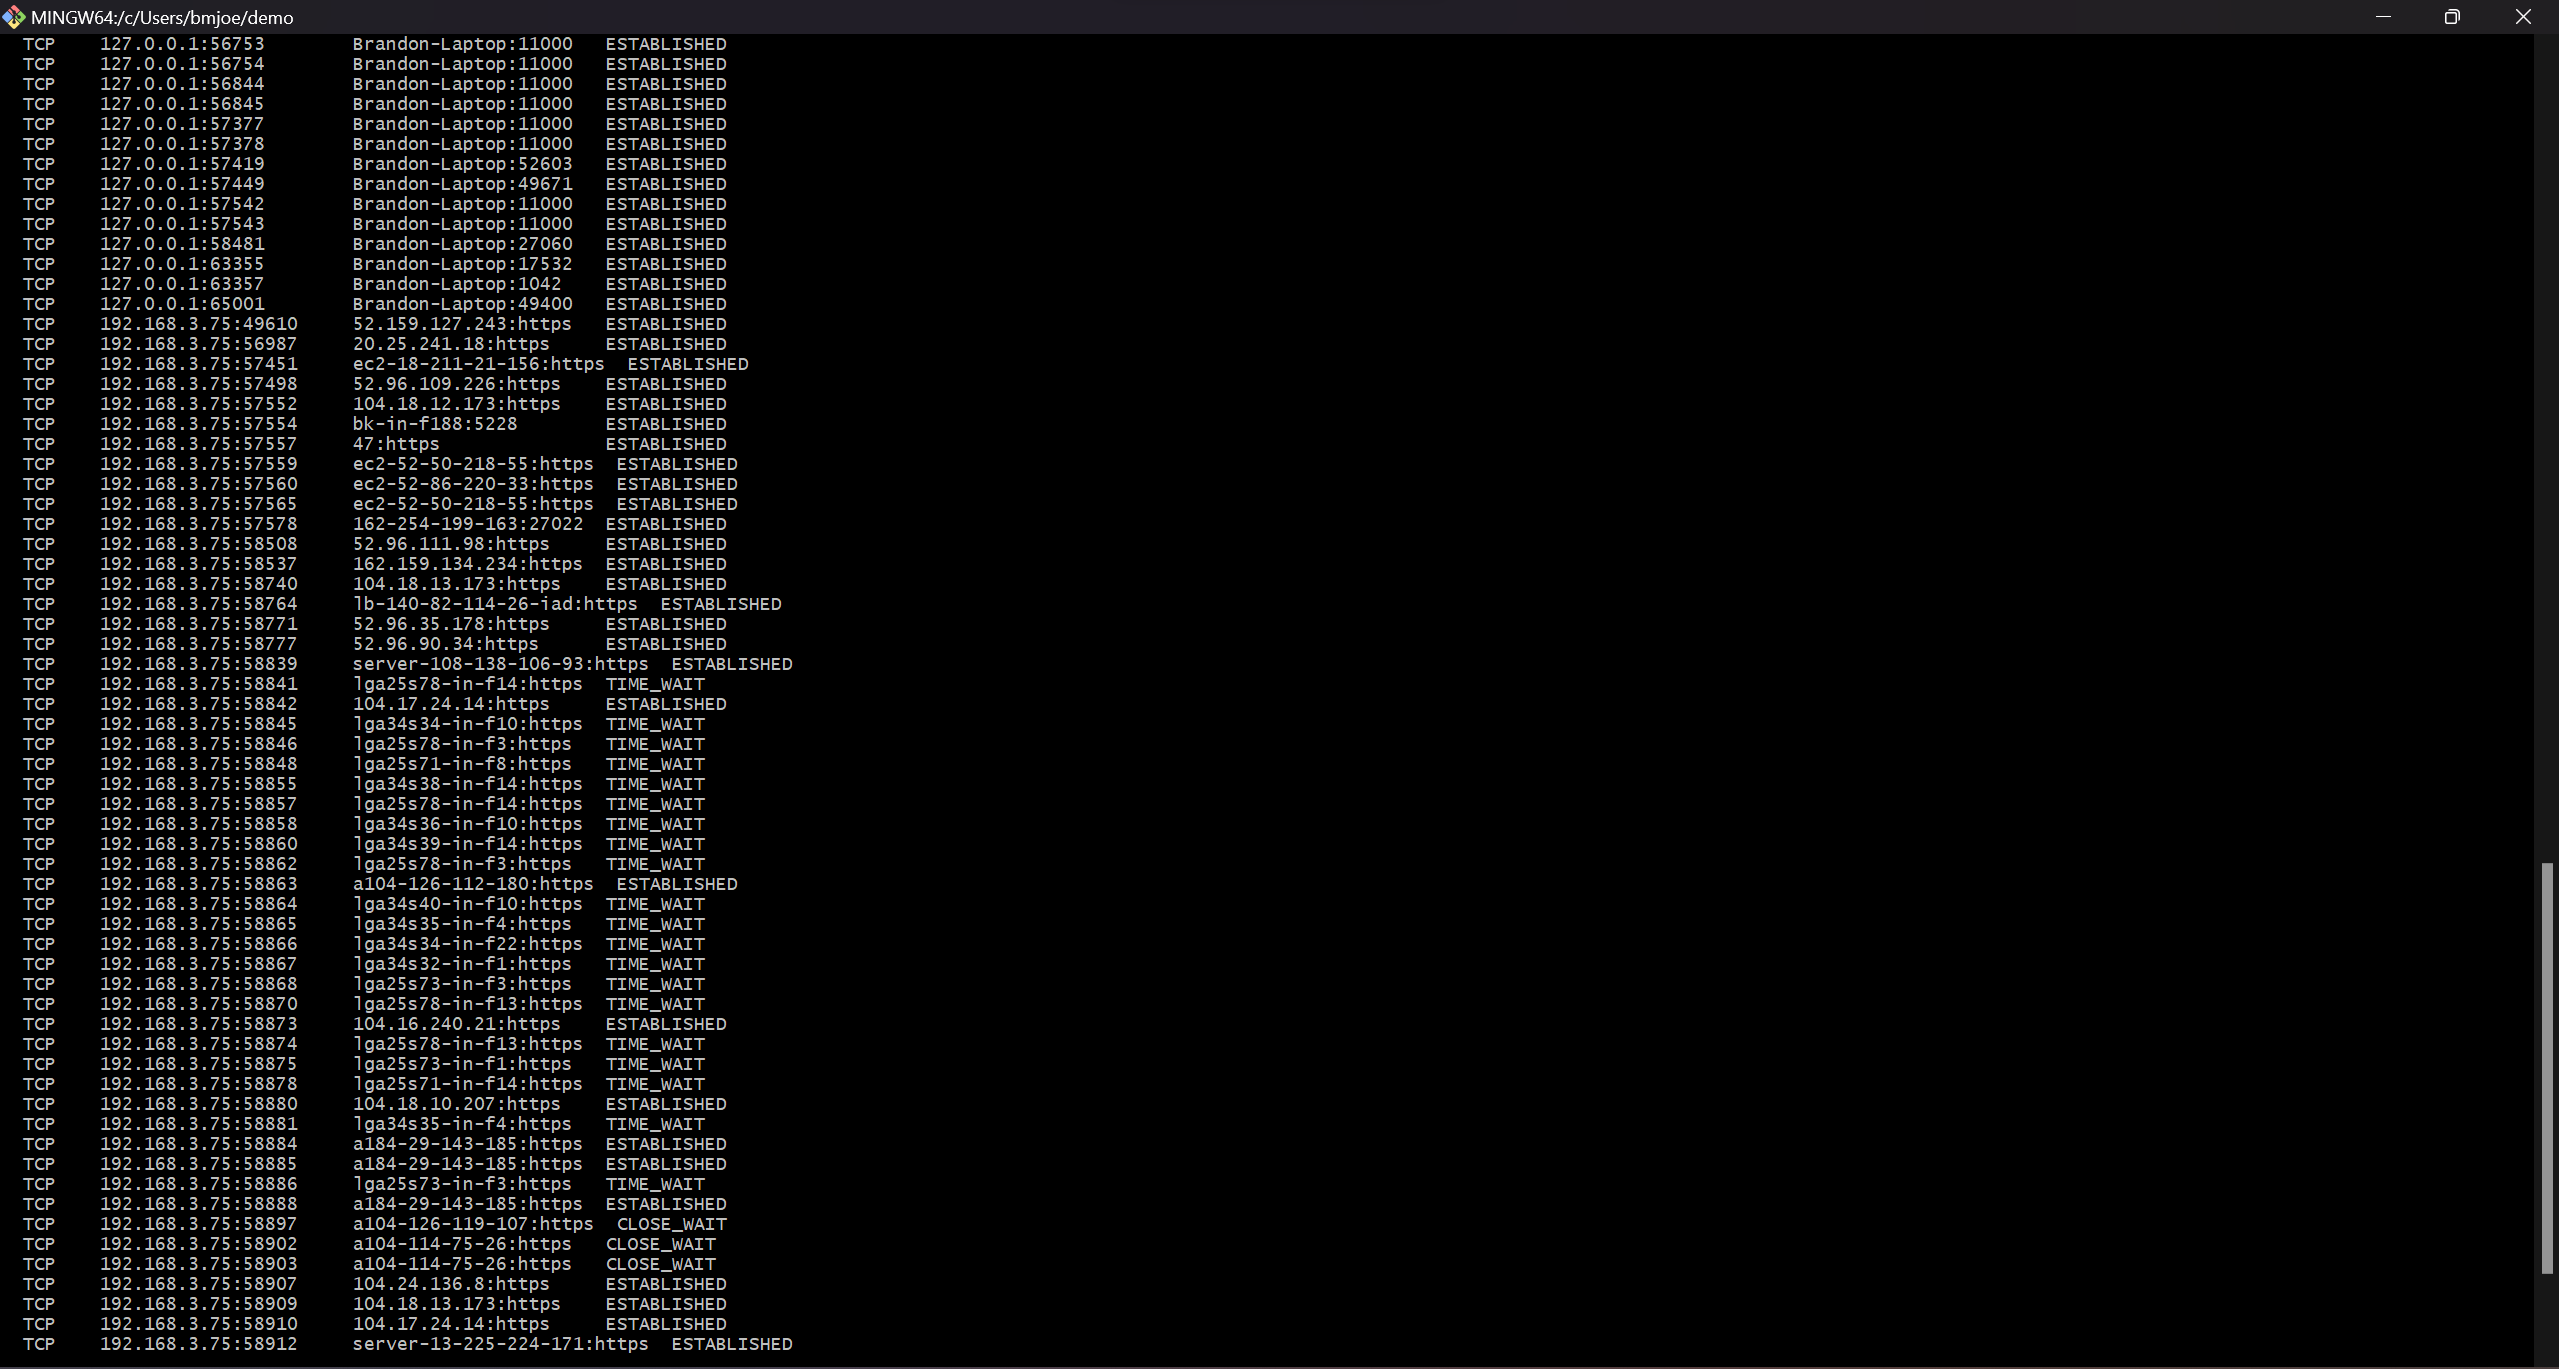 MINGW64:/c/Users/bmjoe/demo
TCP    127.0.0.1:56753        Brandon-Laptop:11000   ESTABLISHED
TCP    127.0.0.1:56754        Brandon-Laptop:11000   ESTABLISHED
TCP    127.0.0.1:56844        Brandon-Laptop:11000   ESTABLISHED
TCP    127.0.0.1:56845        Brandon-Laptop:11000   ESTABLISHED
TCP    127.0.0.1:57377        Brandon-Laptop:11000   ESTABLISHED
TCP    127.0.0.1:57378        Brandon-Laptop:11000   ESTABLISHED
TCP    127.0.0.1:57419        Brandon-Laptop:52603   ESTABLISHED
TCP    127.0.0.1:57449        Brandon-Laptop:49671   ESTABLISHED
TCP    127.0.0.1:57542        Brandon-Laptop:11000   ESTABLISHED
TCP    127.0.0.1:57543        Brandon-Laptop:11000   ESTABLISHED
TCP    127.0.0.1:58481        Brandon-Laptop:27060   ESTABLISHED
TCP    127.0.0.1:63355        Brandon-Laptop:17532   ESTABLISHED
TCP    127.0.0.1:63357        Brandon-Laptop:1042    ESTABLISHED
TCP    127.0.0.1:65001        Brandon-Laptop:49400   ESTABLISHED
TCP    192.168.3.75:49610     52.159.127.243:https   ESTABLISHED
TCP    192.168.3.75:56987     20.25.241.18:https     ESTABLISHED
TCP    192.168.3.75:57451     ec2-18-211-21-156:https  ESTABLISHED
TCP    192.168.3.75:57498     52.96.109.226:https    ESTABLISHED
TCP    192.168.3.75:57552     104.18.12.173:https    ESTABLISHED
TCP    192.168.3.75:57554     bk-in-f188:5228        ESTABLISHED
TCP    192.168.3.75:57557     47:https               ESTABLISHED
TCP    192.168.3.75:57559     ec2-52-50-218-55:https  ESTABLISHED
TCP    192.168.3.75:57560     ec2-52-86-220-33:https  ESTABLISHED
TCP    192.168.3.75:57565     ec2-52-50-218-55:https  ESTABLISHED
TCP    192.168.3.75:57578     162-254-199-163:27022  ESTABLISHED
TCP    192.168.3.75:58508     52.96.111.98:https     ESTABLISHED
TCP    192.168.3.75:58537     162.159.134.234:https  ESTABLISHED
TCP    192.168.3.75:58740     104.18.13.173:https    ESTABLISHED
TCP    192.168.3.75:58764     lb-140-82-114-26-iad:https  ESTABLISHED
TCP    192.168.3.75:58771     52.96.35.178:https     ESTABLISHED
TCP    192.168.3.75:58777     52.96.90.34:https      ESTABLISHED
TCP    192.168.3.75:58839     server-108-138-106-93:https  ESTABLISHED
TCP    192.168.3.75:58841     lga25s78-in-f14:https  TIME_WAIT
TCP    192.168.3.75:58842     104.17.24.14:https     ESTABLISHED
TCP    192.168.3.75:58845     lga34s34-in-f10:https  TIME_WAIT
TCP    192.168.3.75:58846     lga25s78-in-f3:https   TIME_WAIT
TCP    192.168.3.75:58848     lga25s71-in-f8:https   TIME_WAIT
TCP    192.168.3.75:58855     lga34s38-in-f14:https  TIME_WAIT
TCP    192.168.3.75:58857     lga25s78-in-f14:https  TIME_WAIT
TCP    192.168.3.75:58858     lga34s36-in-f10:https  TIME_WAIT
TCP    192.168.3.75:58860     lga34s39-in-f14:https  TIME_WAIT
TCP    192.168.3.75:58862     lga25s78-in-f3:https   TIME_WAIT
TCP    192.168.3.75:58863     a104-126-112-180:https  ESTABLISHED
TCP    192.168.3.75:58864     lga34s40-in-f10:https  TIME_WAIT
TCP    192.168.3.75:58865     lga34s35-in-f4:https   TIME_WAIT
TCP    192.168.3.75:58866     lga34s34-in-f22:https  TIME_WAIT
TCP    192.168.3.75:58867     lga34s32-in-f1:https   TIME_WAIT
TCP    192.168.3.75:58868     lga25s73-in-f3:https   TIME_WAIT
TCP    192.168.3.75:58870     lga25s78-in-f13:https  TIME_WAIT
TCP    192.168.3.75:58873     104.16.240.21:https    ESTABLISHED
TCP    192.168.3.75:58874     lga25s78-in-f13:https  TIME_WAIT
TCP    192.168.3.75:58875     lga25s73-in-f1:https   TIME_WAIT
TCP    192.168.3.75:58878     lga25s71-in-f14:https  TIME_WAIT
TCP    192.168.3.75:58880     104.18.10.207:https    ESTABLISHED
TCP    192.168.3.75:58881     lga34s35-in-f4:https   TIME_WAIT
TCP    192.168.3.75:58884     a184-29-143-185:https  ESTABLISHED
TCP    192.168.3.75:58885     a184-29-143-185:https  ESTABLISHED
TCP    192.168.3.75:58886     lga25s73-in-f3:https   TIME_WAIT
TCP    192.168.3.75:58888     a184-29-143-185:https  ESTABLISHED
TCP    192.168.3.75:58897     a104-126-119-107:https  CLOSE_WAIT
TCP    192.168.3.75:58902     a104-114-75-26:https   CLOSE_WAIT
TCP    192.168.3.75:58903     a104-114-75-26:https   CLOSE_WAIT
TCP    192.168.3.75:58907     104.24.136.8:https     ESTABLISHED
TCP    192.168.3.75:58909     104.18.13.173:https    ESTABLISHED
TCP    192.168.3.75:58910     104.17.24.14:https     ESTABLISHED
TCP    192.168.3.75:58912     server-13-225-224-171:https  ESTABLISHED